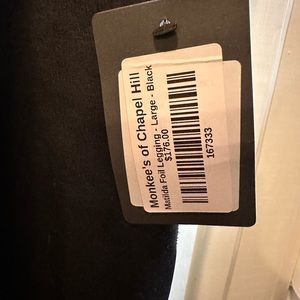 Monkee's of Chapel Hill
Matilda Foil Legging - Large - Black
$176.00
167333